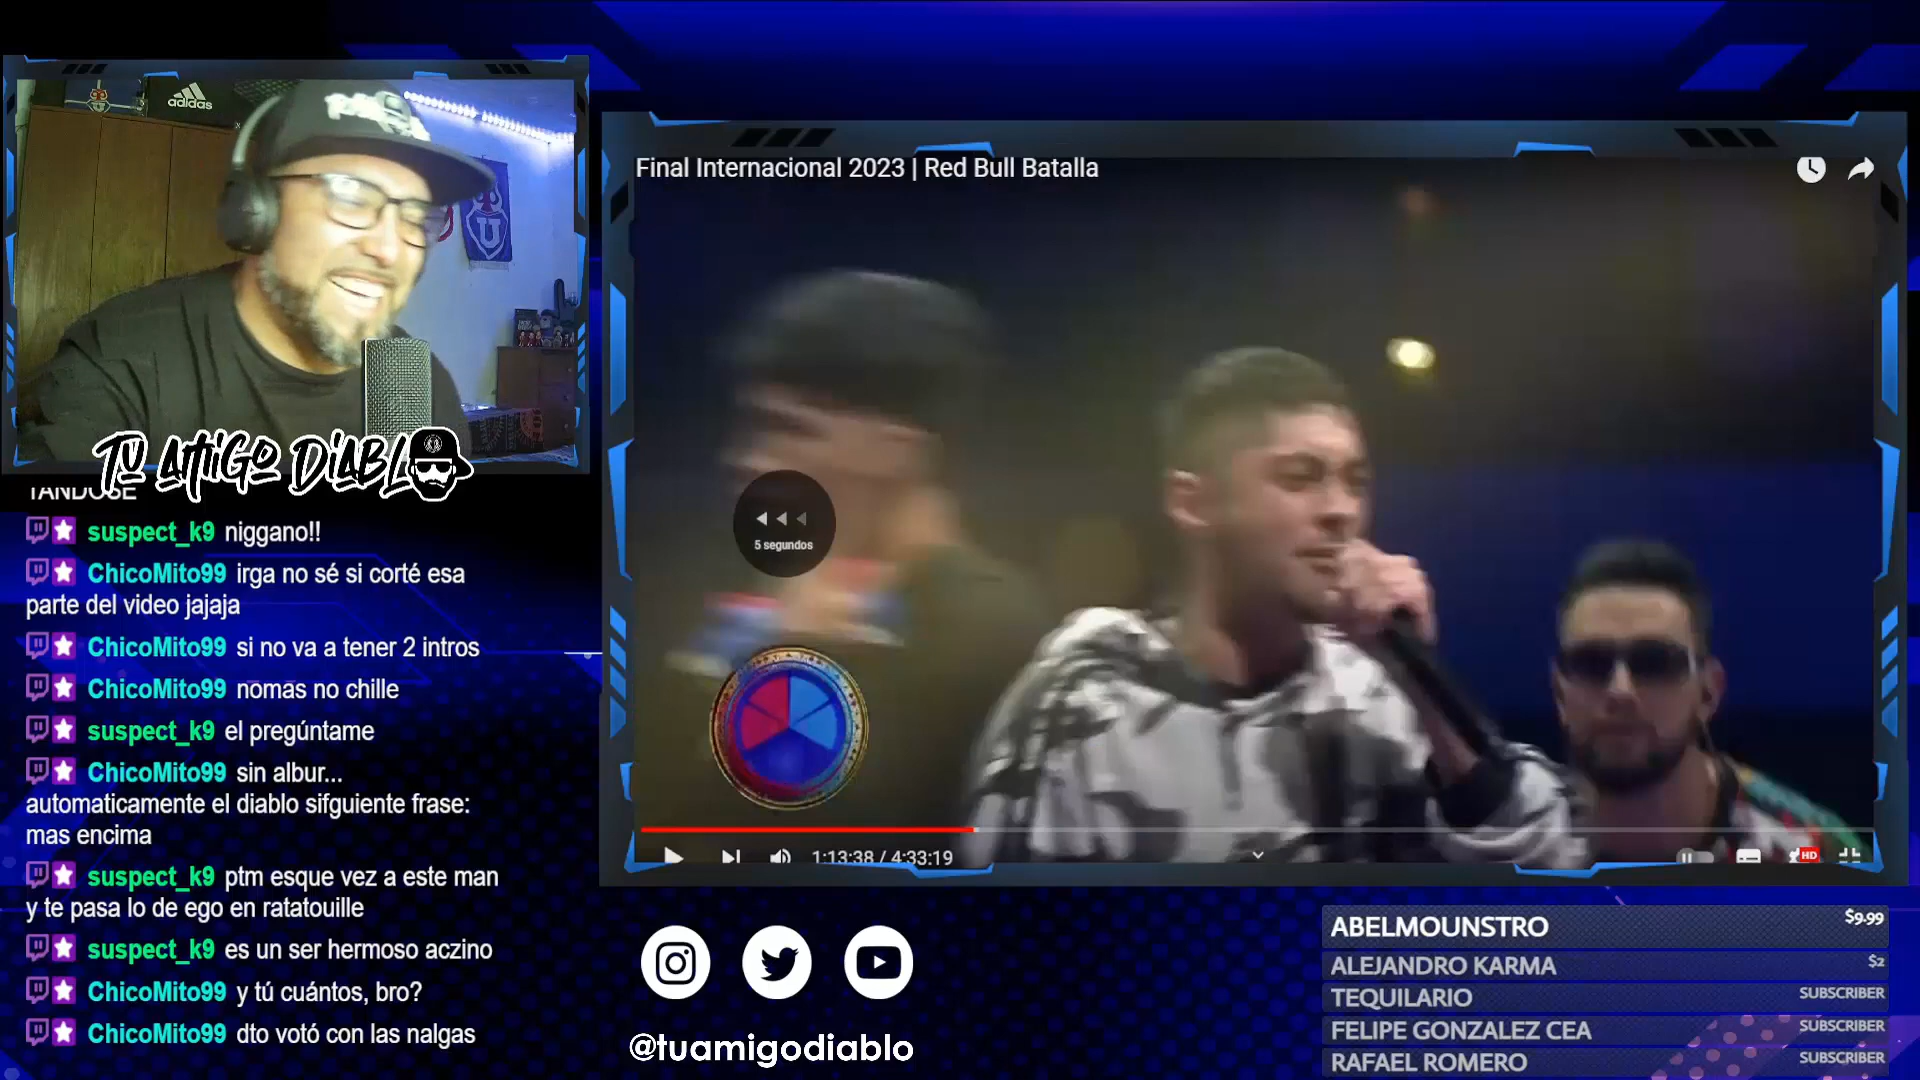 adidas
U
TU AMIGO DIABLO
TANDOSE
suspect_k9 niggano!!
ChicoMito99 irga no sé si corté esa
parte del video jajaja
ChicoMito99 si no va a tener 2 intros
ChicoMito99 nomas no chille
suspect_k9 el pregúntame
ChicoMito99 sin albur...
automaticamente el diablo sifguiente frase:
mas encima
suspect_k9 ptm esque vez a este man
y te pasa lo de ego en ratatouille
suspect_k9 es un ser hermoso aczino
ChicoMito99 y tú cuántos, bro?
ChicoMito99 dto votó con las nalgas
Final Internacional 2023 | Red Bull Batalla
5 segundos
1:13:38 / 4:33:19
HD
@tuamigodiablo
ABELMOUNSTRO $9.99
ALEJANDRO KARMA $2
TEQUILARIO SUBSCRIBER
FELIPE GONZALEZ CEA SUBSCRIBER
RAFAEL ROMERO SUBSCRIBER